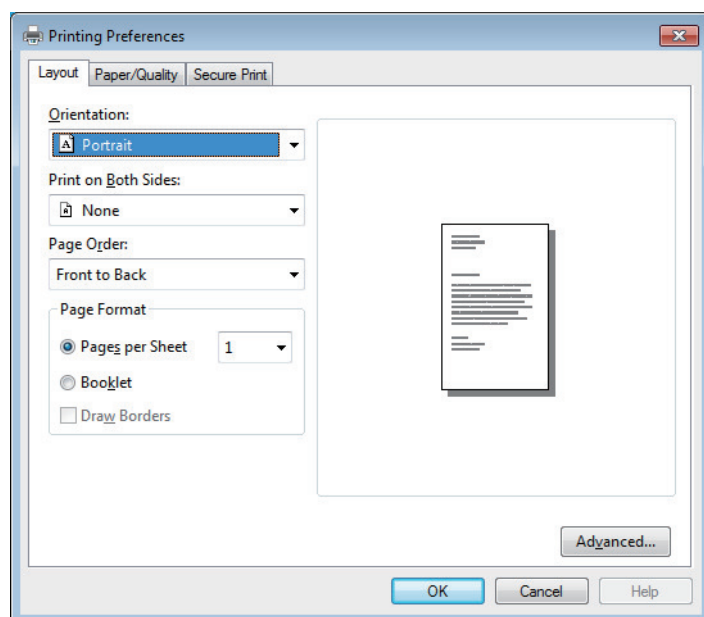 Printing Preferences
Layout Paper/Quality Secure Print
Orientation:
A Portrait
Print on Both Sides:
None
Page Order:
Front to Back
Page Format
Pages per Sheet 1
Booklet
Draw Borders
Advanced...
OK Cancel Help